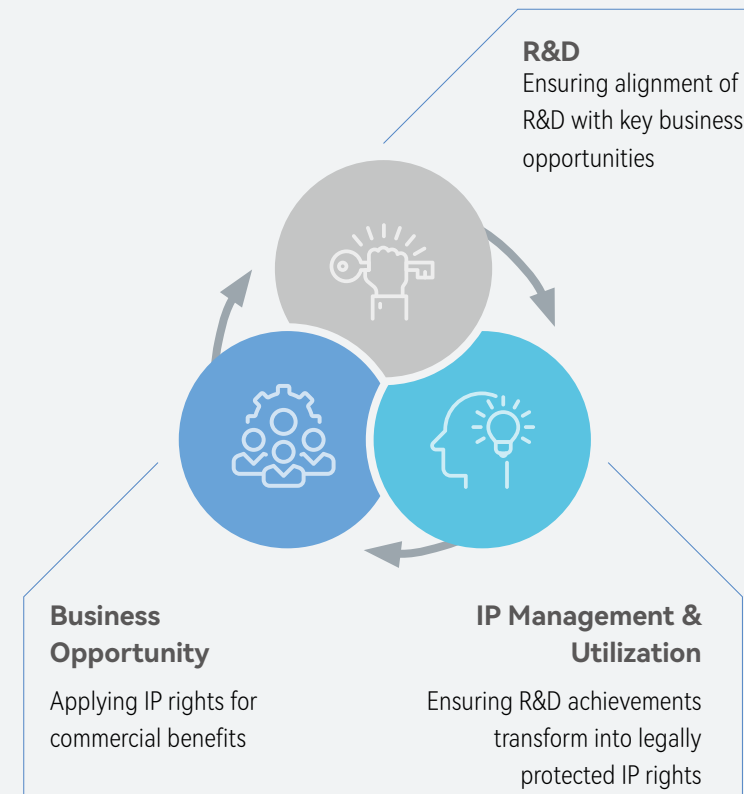 R&D
Ensuring alignment of
R&D with key business
opportunities
Business
Opportunity
Applying IP rights for
commercial benefits
IP Management &
Utilization
Ensuring R&D achievements
transform into legally
protected IP rights